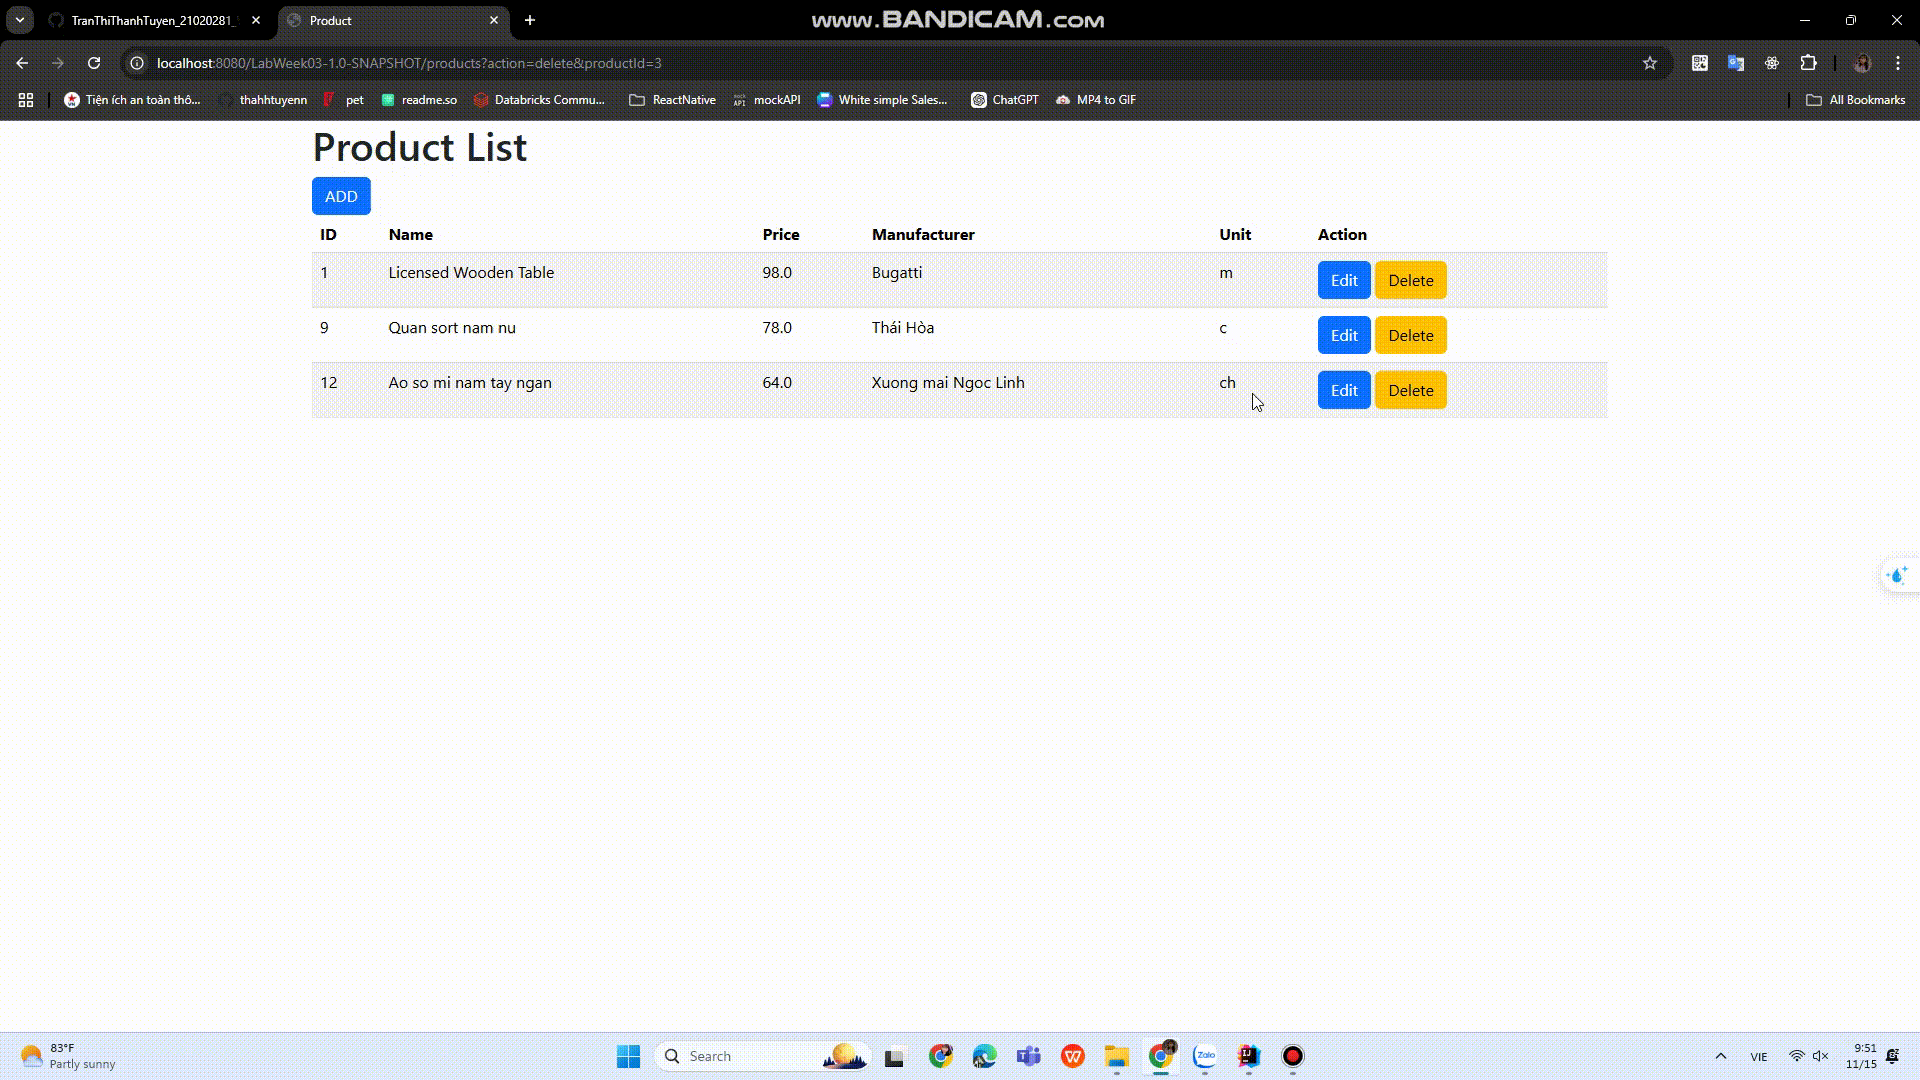 TranThiThanhTuyen_21020281_
Product
www.BANDICAM.com
localhost:8080/LabWeek03-1.0-SNAPSHOT/products?action=delete&productId=3
Tiện ích an toàn thô...
thahhtuyenn
pet
readme.so
Databricks Commu...
ReactNative
mockAPI
White simple Sales...
ChatGPT
MP4 to GIF
All Bookmarks
Product List
ADD
ID Name Price Manufacturer Unit Action
1 Licensed Wooden Table 98.0 Bugatti m Edit Delete
9 Quan sort nam nu 78.0 Thái Hòa c Edit Delete
12 Ao so mi nam tay ngan 64.0 Xuong mai Ngoc Linh ch Edit Delete
83°F
Partly sunny
Search
Zalo
VIE
9:51
11/15